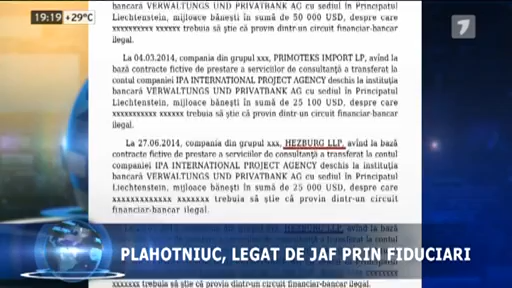 19:19 +29°C
bancară VERWALTUNGS UND PRIVATBANK AG cu sediul în Principatul
Liechtenstein, mijloace bănești în sumă de 50 000 USD, despre care
xxxxxxxxxx xxxxxxxxx trebuia să știe că provin dintr-un circuit financiar-bancar
ilegal.
La 04.03.2014, compania din grupul xxx, PRIMOTEKS IMPORT LP, avînd la
bază contracte fictive de prestare a serviciilor de consultanță a transferat la contul
companiei IPA INTERNATIONAL PROJECT AGENCY deschis la instituția
bancară VERWALTUNGS UND PRIVATBANK AG cu sediul în Principatul
Liechtenstein, mijloace bănești în sumă de 25 100 USD, despre care
xxxxxxxxxx xxxxxxxxx trebuia să știe că provin dintr-un circuit financiar-bancar
ilegal.
La 27.06.2014, compania din grupul xxx, HEZBURG LLP, avînd la bază
contracte fictive de prestare a serviciilor de consultanță a transferat la contul
companiei IPA INTERNATIONAL PROJECT AGENCY deschis la instituția
bancară VERWALTUNGS UND PRIVATBANK AG cu sediul în Principatul
Liechtenstein, mijloace bănești în sumă de 25 000 USD, despre care
xxxxxxxxxxxx xxxxxxxxxx trebuia să știe că provin dintr-un circuit
financiar-bancar ilegal.
PLAHOTNIUC, LEGAT DE JAF PRIN FIDUCIARI
trebuia să știe că provin dintr-un circuit financiar-bancar ilegal.